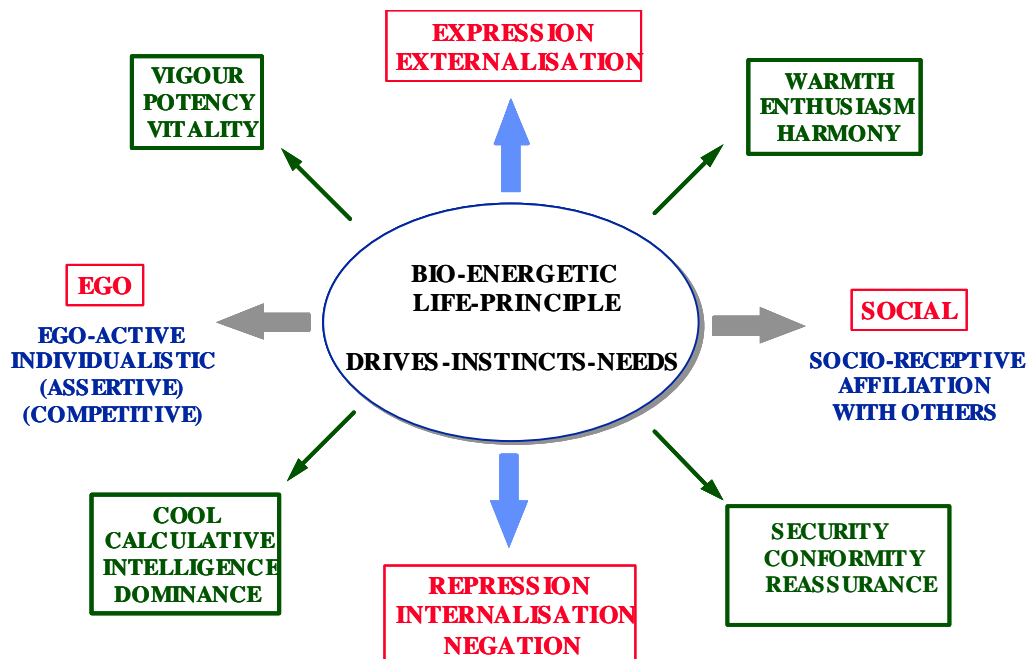 EXPRESSION
EXTERNALISATION
VIGOUR
POTENCY
VITALITY
WARMTH
ENTHUSIASM
HARMONY
BIO-ENERGETIC
LIFE-PRINCIPLE
DRIVES-INSTINCTS-NEEDS
EGO
EGO-ACTIVE
INDIVIDUALISTIC
(ASSERTIVE)
(COMPETITIVE)
SOCIAL
SOCIO-RECEPTIVE
AFFILIATION
WITH OTHERS
COOL
CALCULATIVE
INTELLIGENCE
DOMINANCE
SECURITY
CONFORMITY
REASSURANCE
REPRESSION
INTERNALISATION
NEGATION